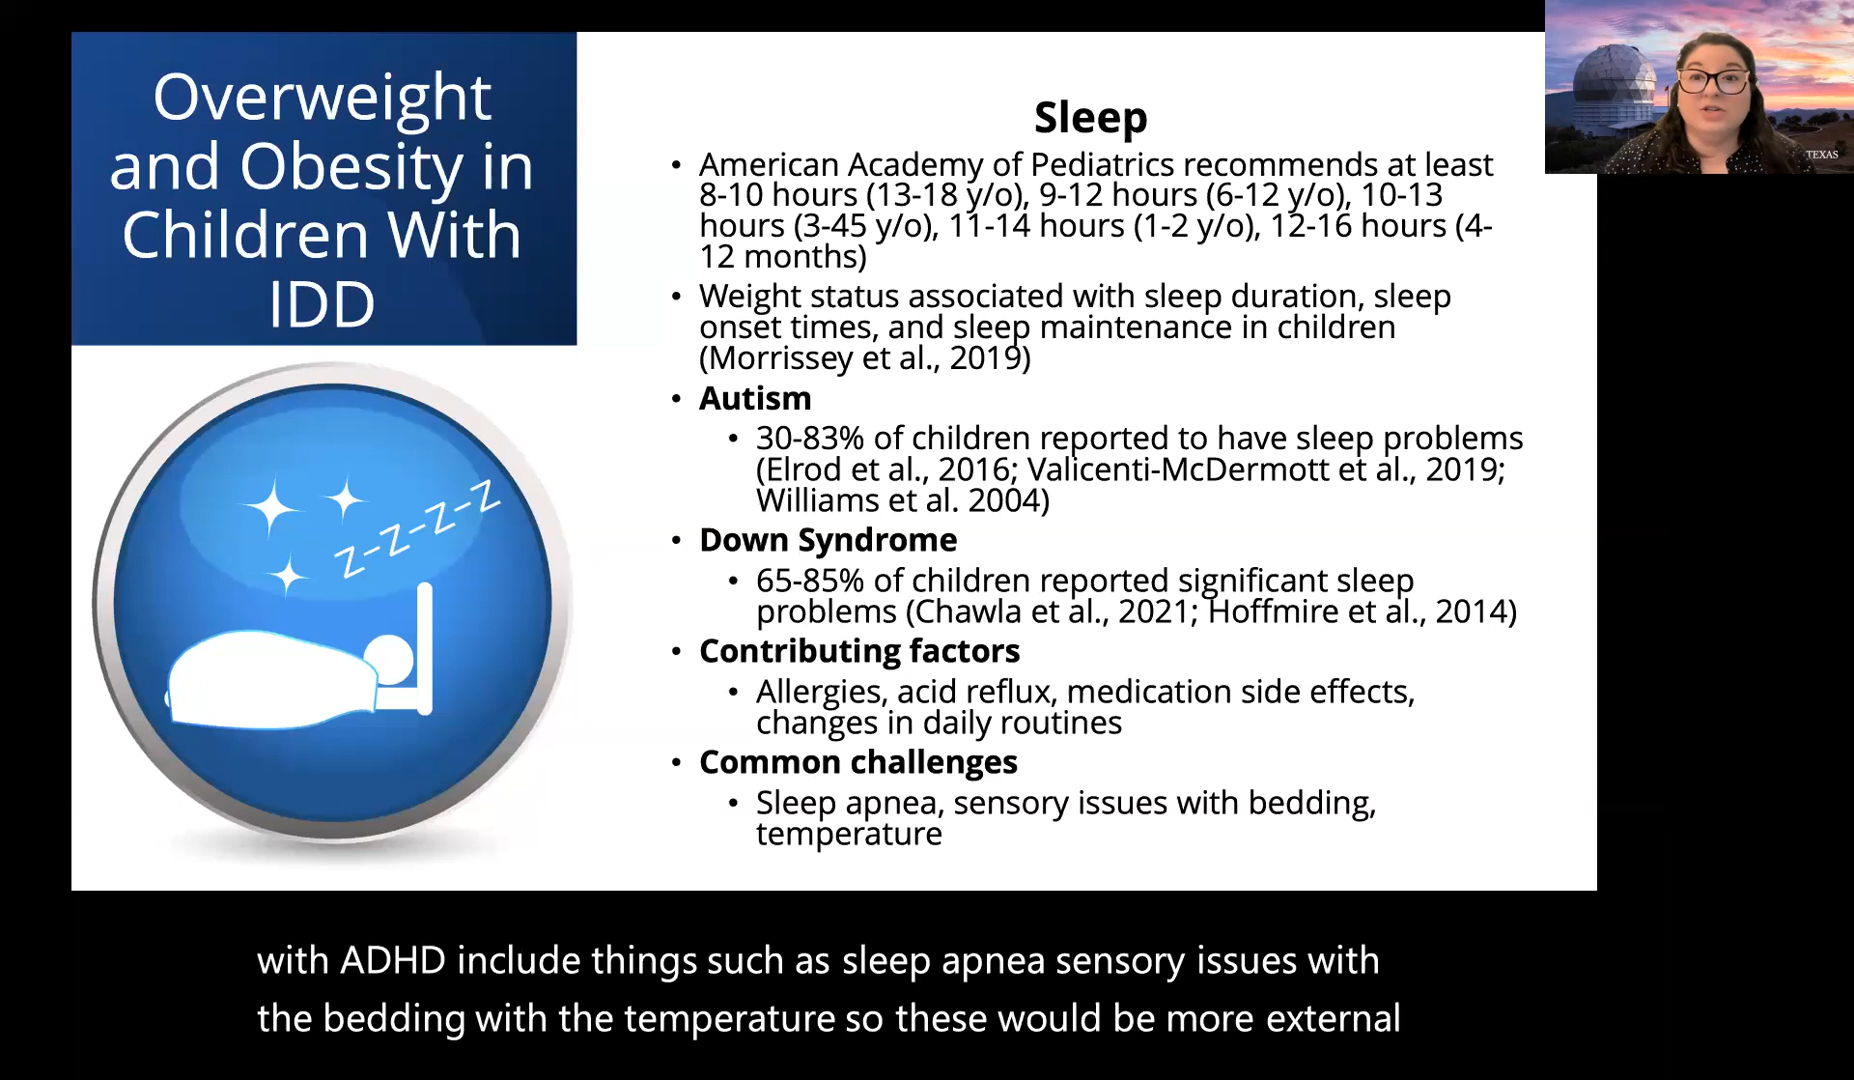 Overweight
and Obesity in
Children With
IDD
Z-Z-Z-Z
Sleep
• American Academy of Pediatrics recommends at least
8-10 hours (13-18 y/o), 9-12 hours (6-12 y/o), 10-13
hours (3-45 y/o), 11-14 hours (1-2 y/o), 12-16 hours (4-
12 months)
• Weight status associated with sleep duration, sleep
onset times, and sleep maintenance in children
(Morrissey et al., 2019)
• Autism
• 30-83% of children reported to have sleep problems
(Elrod et al., 2016; Valicenti-McDermott et al., 2019;
Williams et al. 2004)
• Down Syndrome
• 65-85% of children reported significant sleep
problems (Chawla et al., 2021; Hoffmire et al., 2014)
• Contributing factors
• Allergies, acid reflux, medication side effects,
changes in daily routines
• Common challenges
• Sleep apnea, sensory issues with bedding,
temperature
TEXAS
with ADHD include things such as sleep apnea sensory issues with
the bedding with the temperature so these would be more external